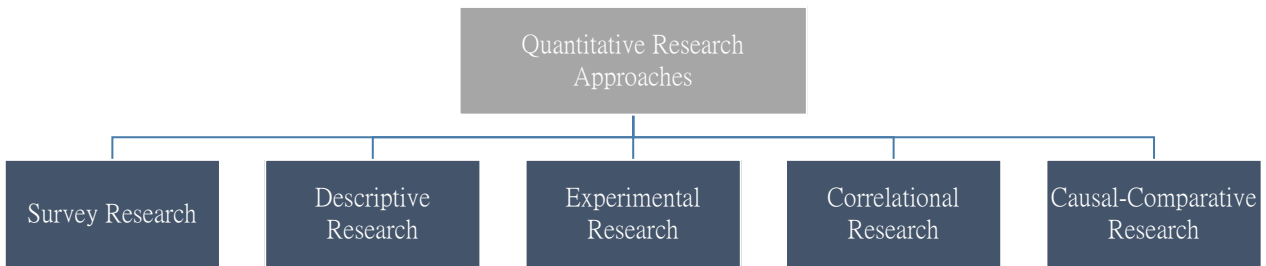 Quantitative Research
Approaches
Survey Research
Descriptive
Research
Experimental
Research
Correlational
Research
Causal-Comparative
Research